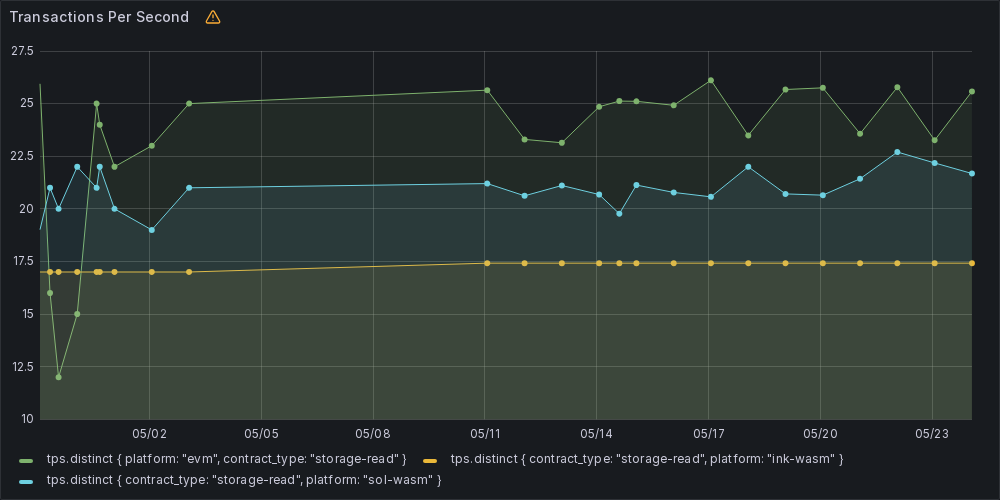 Transactions Per Second
27.5
25
22.5
20
17.5
15
12.5
10
05/02 05/05 05/08 05/11 05/14 05/17 05/20 05/23
tps.distinct { platform: "evm", contract_type: "storage-read" } tps.distinct { contract_type: "storage-read", platform: "ink-wasm" }
tps.distinct { contract_type: "storage-read", platform: "sol-wasm" }